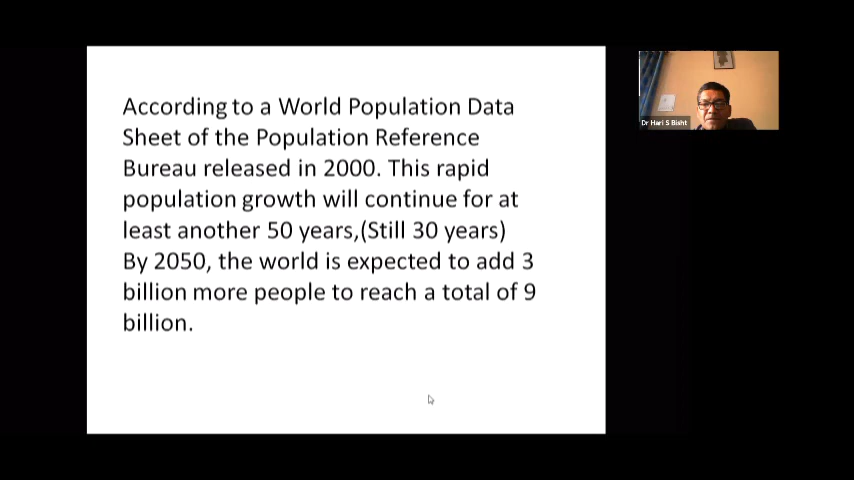 According to a World Population Data
Sheet of the Population Reference
Bureau released in 2000. This rapid
population growth will continue for at
least another 50 years,(Still 30 years)
By 2050, the world is expected to add 3
billion more people to reach a total of 9
billion.
Dr Hari S Bisht